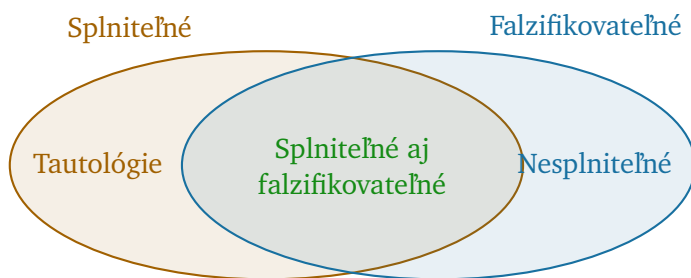 Splniteľné
Falzifikovateľné
Tautológie
Splniteľné aj
falzifikovateľné
Nesplniteľné